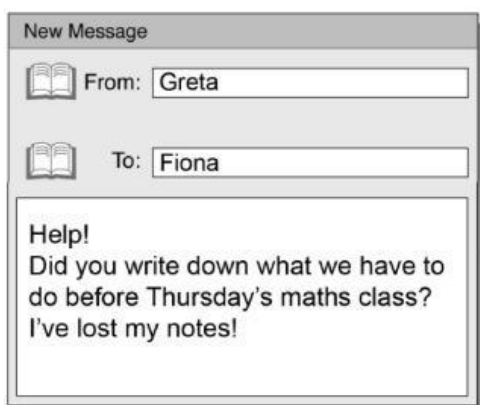 New Message
From: Greta
To: Fiona
Help!
Did you write down what we have to
do before Thursday's maths class?
I've lost my notes!